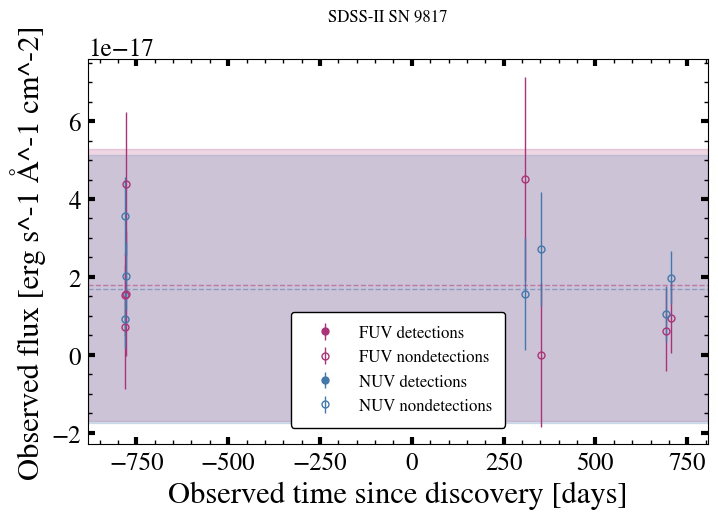 SDSS-II SN 9817
1e−17
Observed flux [erg s^-1 Å^-1 cm^-2]
6
4
2
0
−2
FUV detections
FUV nondetections
NUV detections
NUV nondetections
−750 −500 −250 0 250 500 750
Observed time since discovery [days]